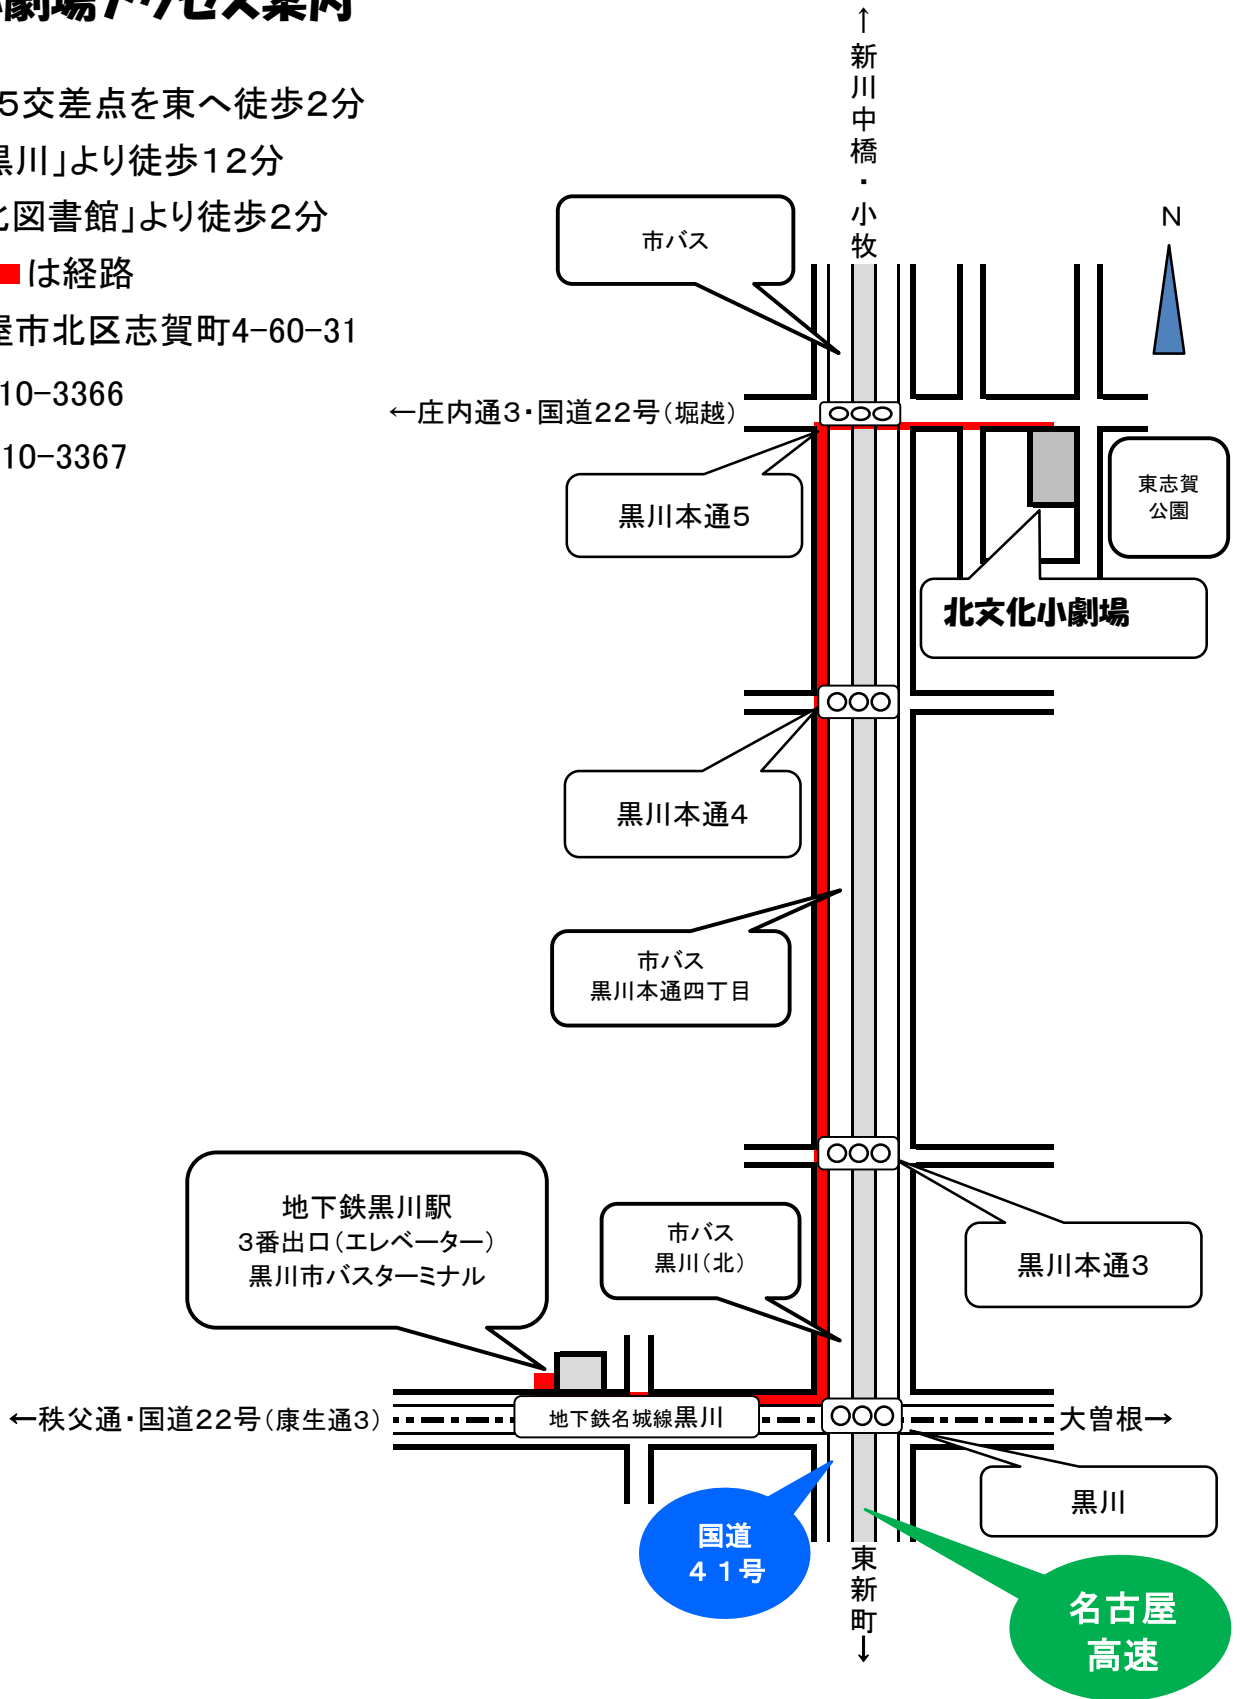 劇場アクセス案内
5交差点を東へ徒歩2分
黒川」より徒歩12分
北図書館」より徒歩2分
は経路
屋市北区志賀町4-60-31
10-3366
10-3367
↑新川中橋・小牧
N
市バス
←庄内通3・国道22号(堀越)
黒川本通5
東志賀
公園
北文化小劇場
黒川本通4
市バス
黒川本通四丁目
地下鉄黒川駅
3番出口(エレベーター)
黒川市バスターミナル
市バス
黒川(北)
黒川本通3
←秩父通・国道22号(康生通3)
地下鉄名城線黒川
大曽根→
黒川
国道
41号
東新町↓
名古屋
高速